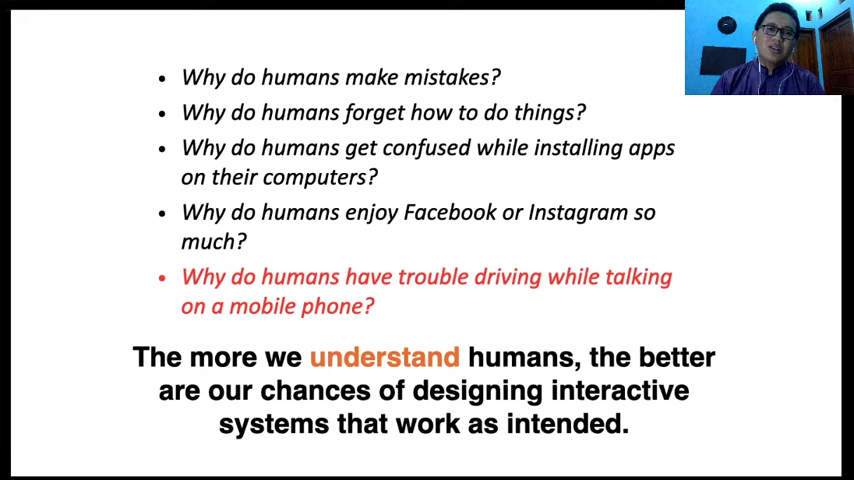 • Why do humans make mistakes?
• Why do humans forget how to do things?
• Why do humans get confused while installing apps
on their computers?
• Why do humans enjoy Facebook or Instagram so
much?
• Why do humans have trouble driving while talking
on a mobile phone?
The more we understand humans, the better
are our chances of designing interactive
systems that work as intended.